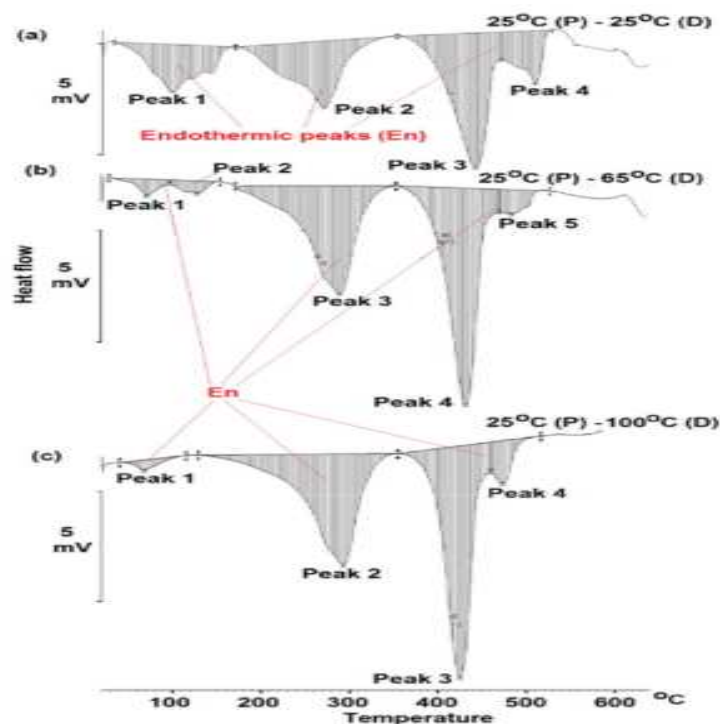 (a)
25°C (P) - 25°C (D)
5
mV
Peak 1
Peak 2
Peak 4
Endothermic peaks (En)
Peak 3
(b)
Peak 2
25°C (P) - 65°C (D)
Peak 1
Peak 5
Heat flow
5
mV
Peak 3
En
Peak 4
25°C (P) -100°C (D)
(c)
Peak 1
Peak 4
5
mV
Peak 2
Peak 3
100 200 300 400 500 600 °C
Temperature